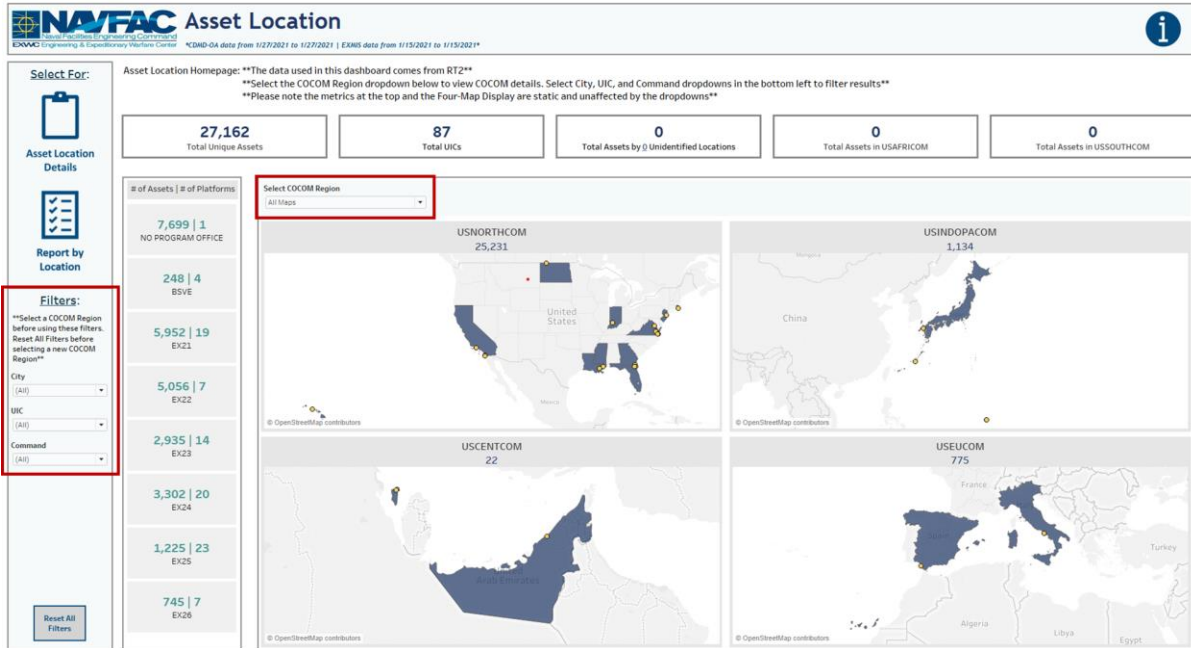 NAVFAC
Naval Facilities Engineering Command
EXWC Engineering & Expeditionary Warfare Center
Asset Location
*CDMD-OA data from 1/27/2021 to 1/27/2021 | EXMIS data from 1/15/2021 to 1/15/2021*
i
Select For:
Asset Location
Details
Report by
Location
Filters:
**Select a COCOM Region
before using these filters.
Reset All Filters before
selecting a new COCOM
Region**
City
(All)
UIC
(All)
Command
(All)
Reset All
Filters
Asset Location Homepage: **The data used in this dashboard comes from RT2**
**Select the COCOM Region dropdown below to view COCOM details. Select City, UIC, and Command dropdowns in the bottom left to filter results**
**Please note the metrics at the top and the Four-Map Display are static and unaffected by the dropdowns**
27,162
Total Unique Assets
87
Total UICs
0
Total Assets by 0 Unidentified Locations
0
Total Assets in USAFRICOM
0
Total Assets in USSOUTHCOM
# of Assets | # of Platforms
7,699 | 1
NO PROGRAM OFFICE
248 | 4
BSVE
5,952 | 19
EX21
5,056 | 7
EX22
2,935 | 14
EX23
3,302 | 20
EX24
1,225 | 23
EX25
745 | 7
EX26
Select COCOM Region
All Maps
USNORTHCOM
25,231
United
States
Mexico
© OpenStreetMap contributors
USINDOPACOM
1,134
Mongolia
China
© OpenStreetMap contributors
USCENTCOM
22
Arab Emirates
© OpenStreetMap contributors
USEUCOM
775
France
Spain
Turkey
Algeria
Libya
Egypt
© OpenStreetMap contributors